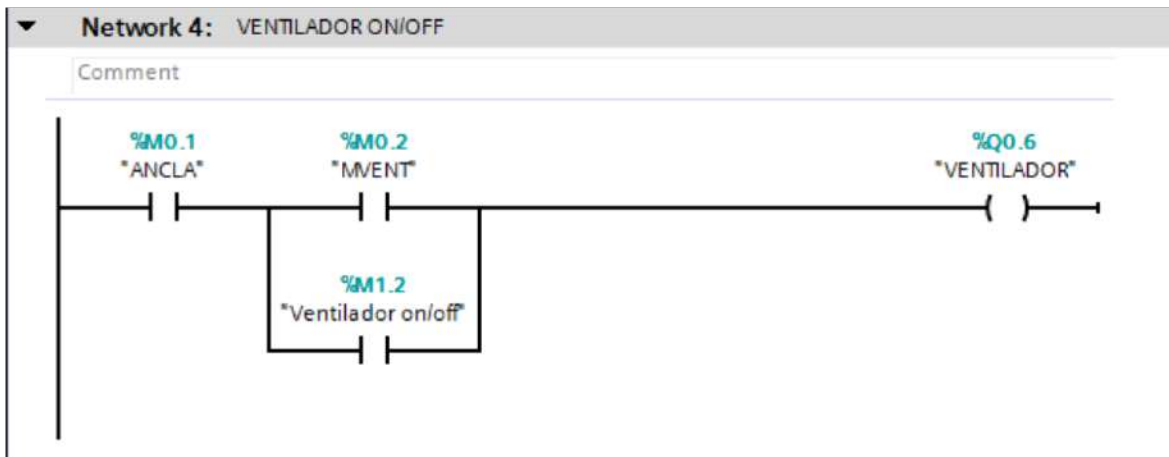 Network 4: VENTILADOR ON/OFF
Comment
%M0.1 %M0.2 %Q0.6
"ANCLA" "MVENT" "VENTILADOR"
%M1.2
"Ventilador on/off"